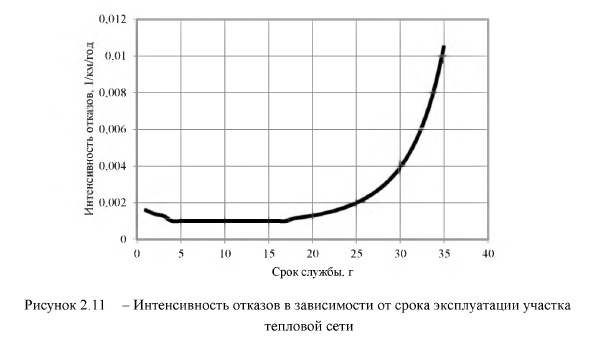 0,012
0,01
0,008
0,006
0,004
0,002
0
Интенсивность отказов, 1/км/год
0 5 10 15 20 25 30 35 40
Срок службы, г
Рисунок 2.11 – Интенсивность отказов в зависимости от срока эксплуатации участка
тепловой сети